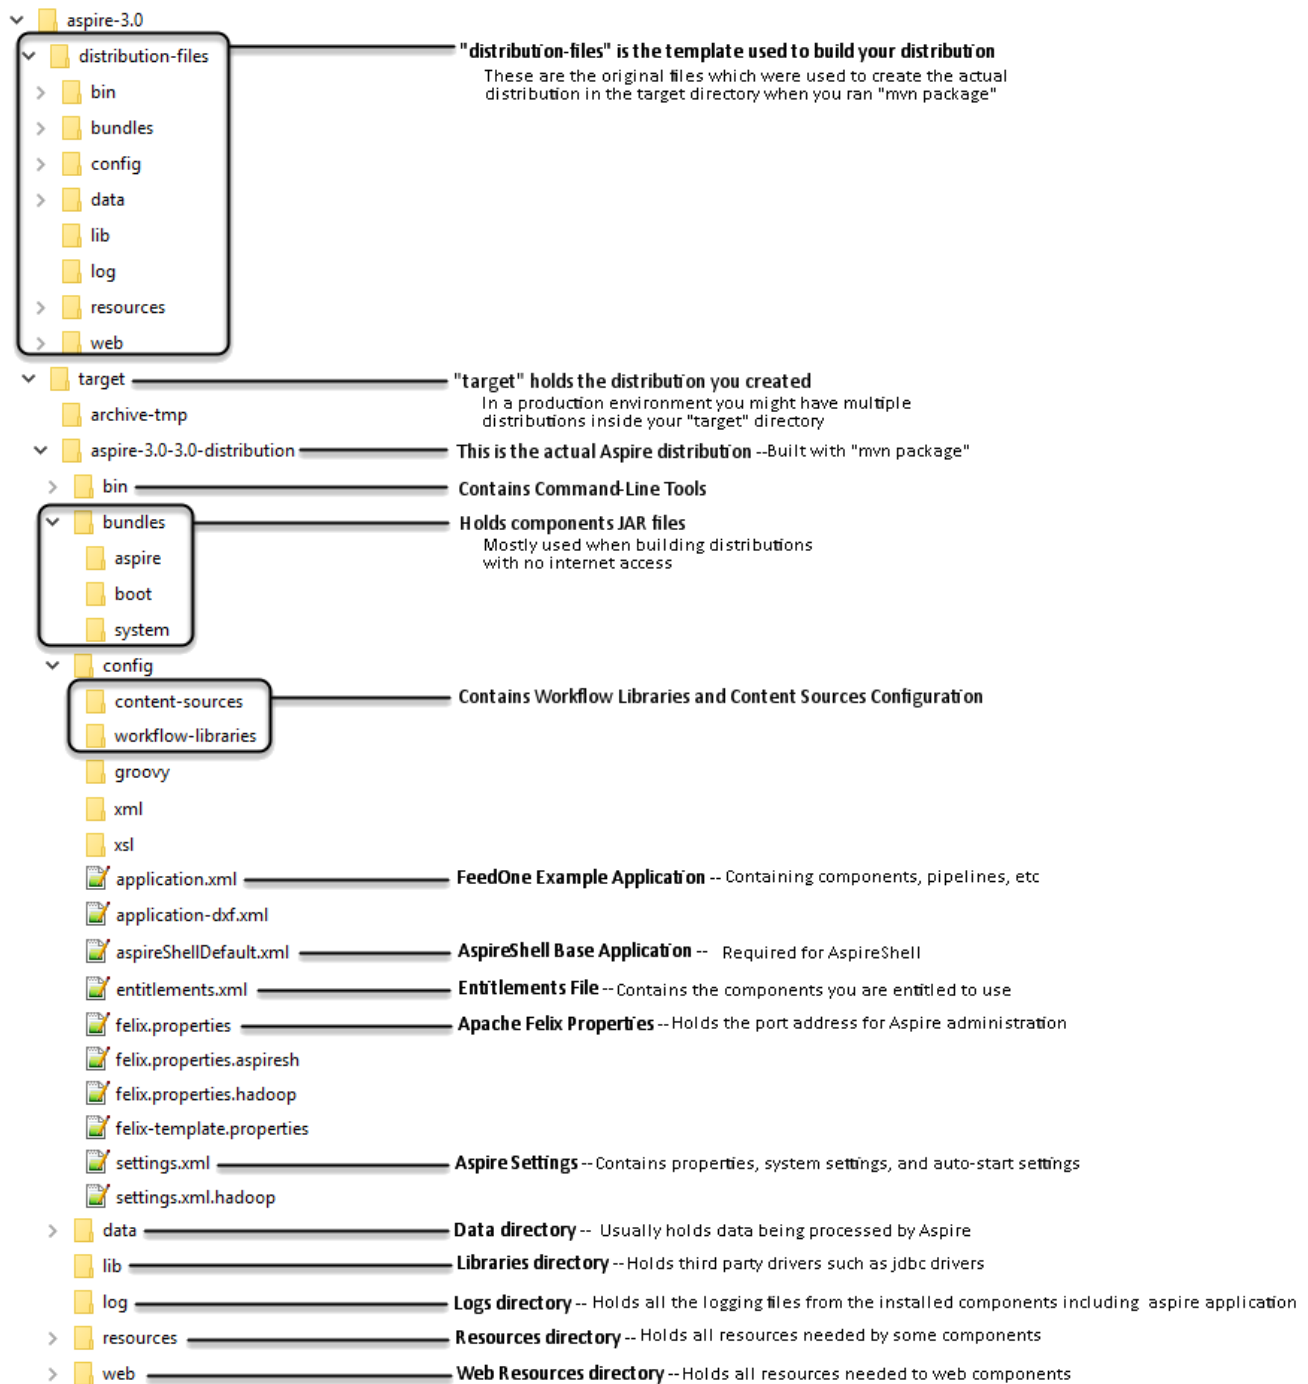 aspire-3.0
distribution-files
"distribution-files" is the template used to build your distribution
These are the original files which were used to create the actual
distribution in the target directory when you ran "mvn package"
bin
bundles
config
data
lib
log
resources
web
target
"target" holds the distribution you created
In a production environment you might have multiple
distributions inside your "target" directory
archive-tmp
aspire-3.0-3.0-distribution
This is the actual Aspire distribution --Built with "mvn package"
bin
Contains Command-Line Tools
bundles
Holds components JAR files
Mostly used when building distributions
with no internet access
aspire
boot
system
config
content-sources
Contains Workflow Libraries and Content Sources Configuration
workflow-libraries
groovy
xml
xsl
application.xml
FeedOne Example Application -- Containing components, pipelines, etc
application-dxf.xml
aspireShellDefault.xml
AspireShell Base Application -- Required for AspireShell
entitlements.xml
Entitlements File -- Contains the components you are entitled to use
felix.properties
Apache Felix Properties -- Holds the port address for Aspire administration
felix.properties.aspiresh
felix.properties.hadoop
felix-template.properties
settings.xml
Aspire Settings -- Contains properties, system settings, and auto-start settings
settings.xml.hadoop
data
Data directory -- Usually holds data being processed by Aspire
lib
Libraries directory -- Holds third party drivers such as jdbc drivers
log
Logs directory -- Holds all the logging files from the installed components including aspire application
resources
Resources directory -- Holds all resources needed by some components
web
Web Resources directory -- Holds all resources needed to web components